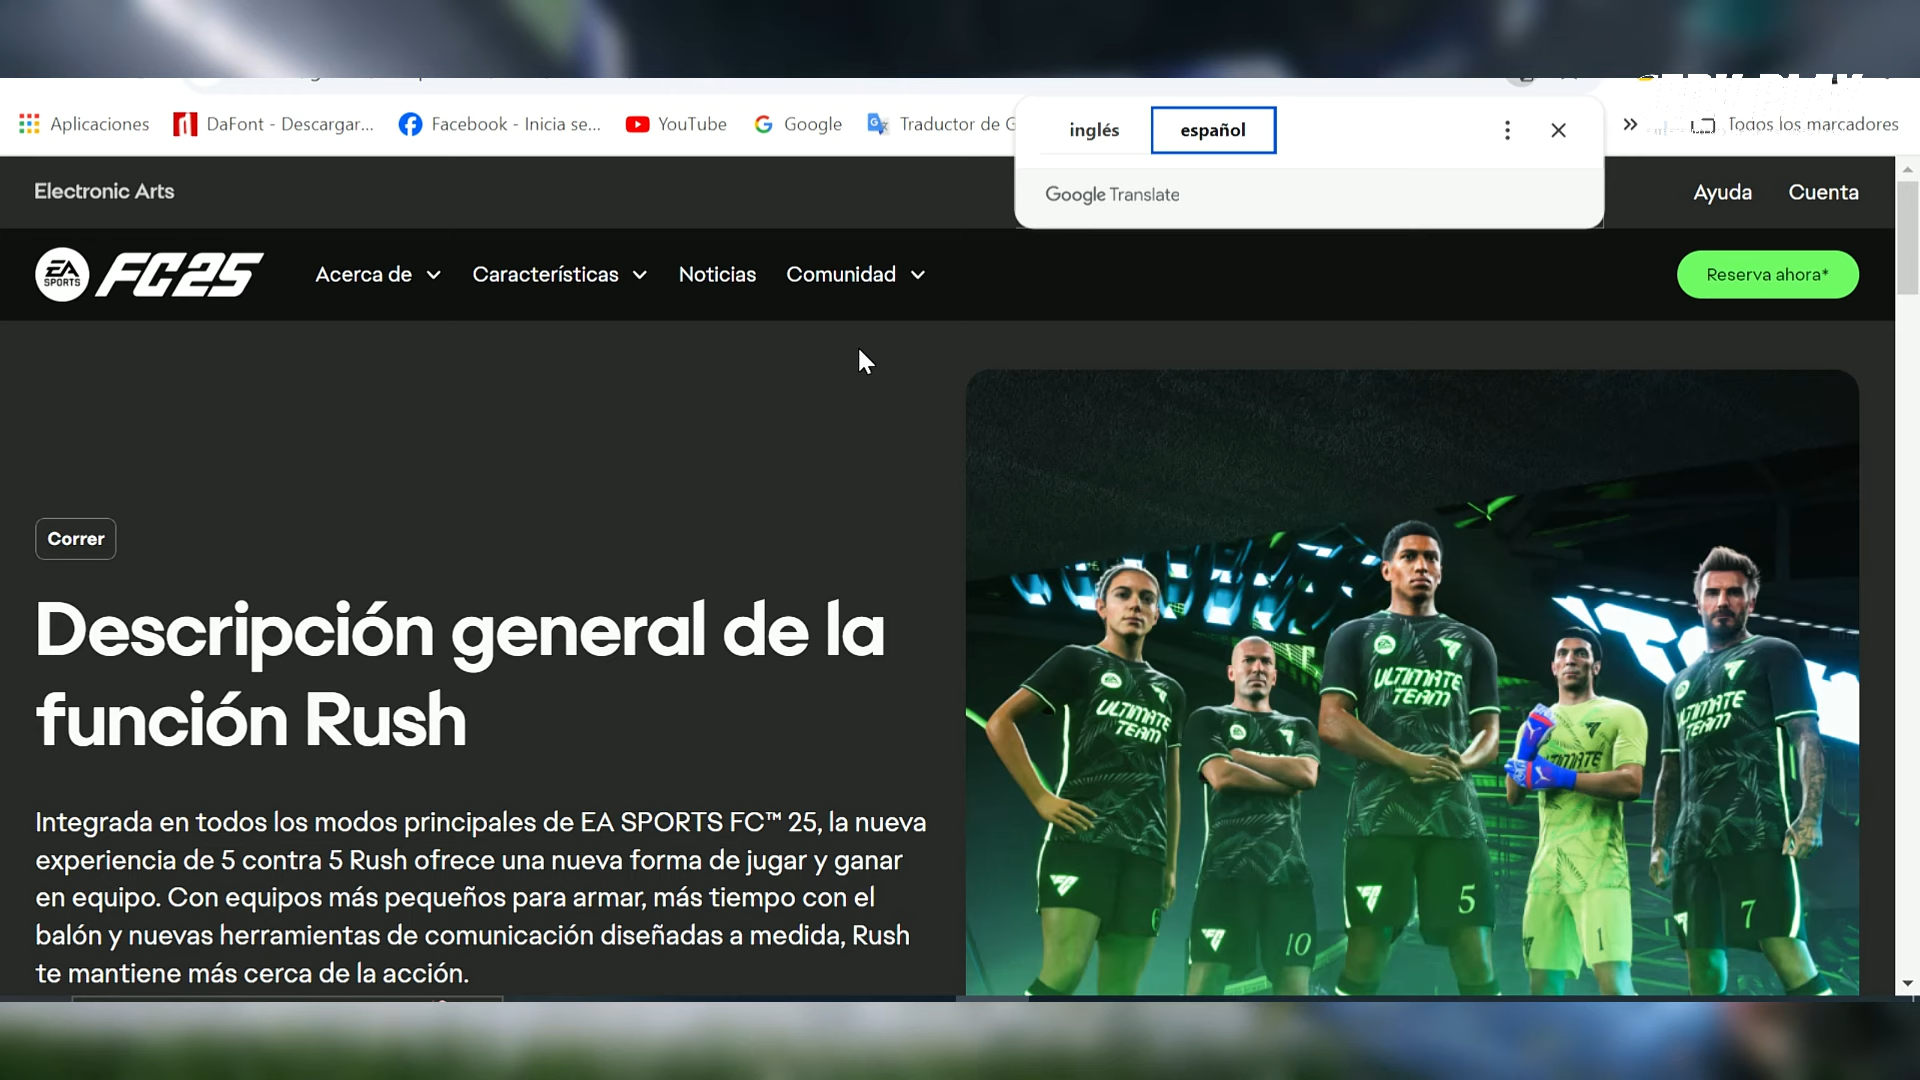 Aplicaciones
DaFont - Descargar...
Facebook - Inicia se...
YouTube
Google
Traductor de G
Todos los marcadores
inglés
español
Google Translate
Electronic Arts
Ayuda
Cuenta
EA SPORTS FC25
Acerca de
Características
Noticias
Comunidad
Reserva ahora*
Correr
Descripción general de la
función Rush
Integrada en todos los modos principales de EA SPORTS FC™ 25, la nueva
experiencia de 5 contra 5 Rush ofrece una nueva forma de jugar y ganar
en equipo. Con equipos más pequeños para armar, más tiempo con el
balón y nuevas herramientas de comunicación diseñadas a medida, Rush
te mantiene más cerca de la acción.
ULTIMATE
TEAM
ULTIMATE
TEAM
ULTIMATE
ULTIMATE
TEAM
6
10
5
1
7